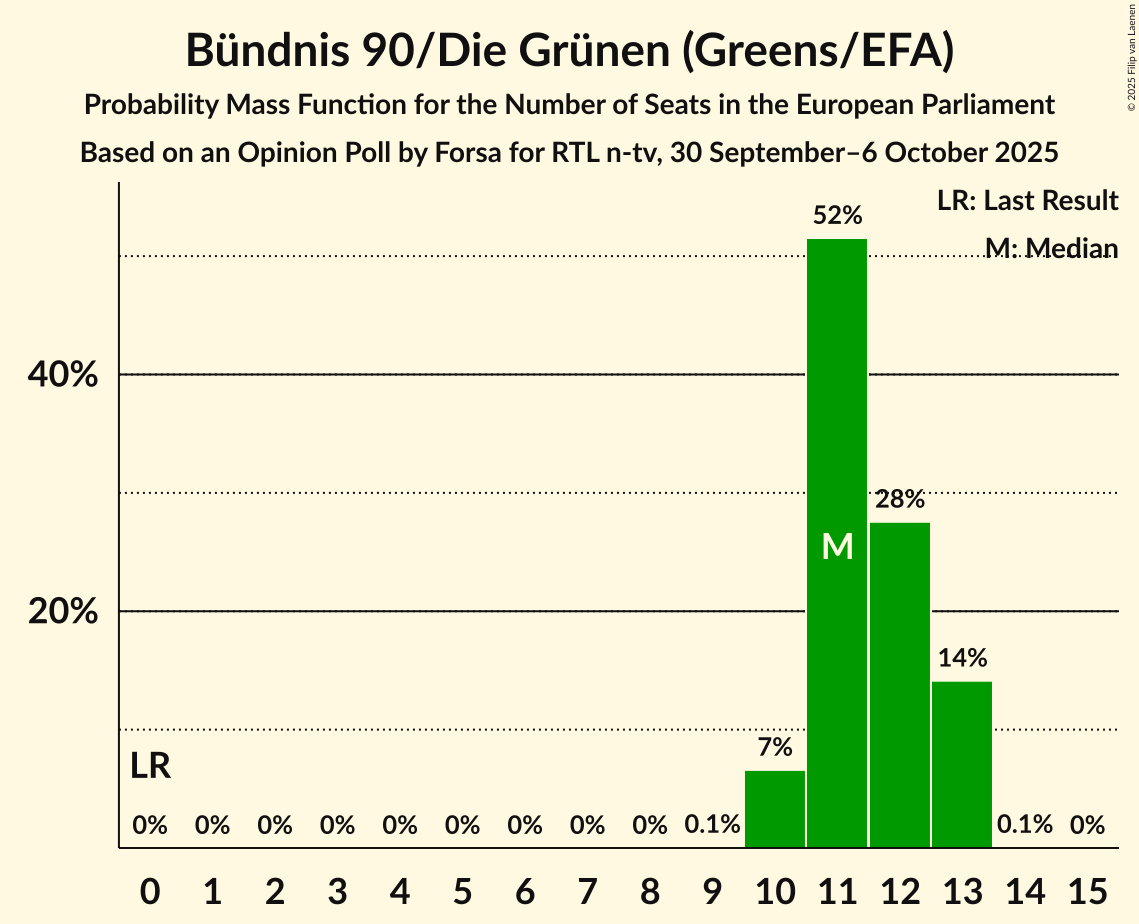 Bündnis 90/Die Grünen (Greens/EFA)
Probability Mass Function for the Number of Seats in the European Parliament
Based on an Opinion Poll by Forsa for RTL n-tv, 30 September–6 October 2025
© 2025 Filip van Laenen
LR: Last Result
M: Median
52%
40%
28%
M
20%
14%
7%
LR
0% 0% 0% 0% 0% 0% 0% 0% 0% 0.1% 0.1% 0%
0 1 2 3 4 5 6 7 8 9 10 11 12 13 14 15